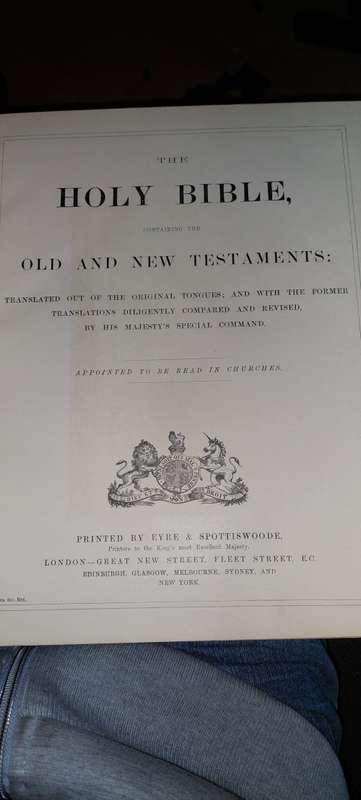 THE
HOLY BIBLE,
CONTAINING THE
OLD AND NEW TESTAMENTS:
TRANSLATED OUT OF THE ORIGINAL TONGUES; AND WITH THE FORMER
TRANSLATIONS DILIGENTLY COMPARED AND REVISED,
BY HIS MAJESTY'S SPECIAL COMMAND.
APPOINTED TO BE READ IN CHURCHES.
PRINTED BY EYRE & SPOTTISWOODE,
Printers to the King's most Excellent Majesty.
LONDON—GREAT NEW STREET, FLEET STREET, E.C.
EDINBURGH, GLASGOW, MELBOURNE, SYDNEY, AND
NEW YORK.